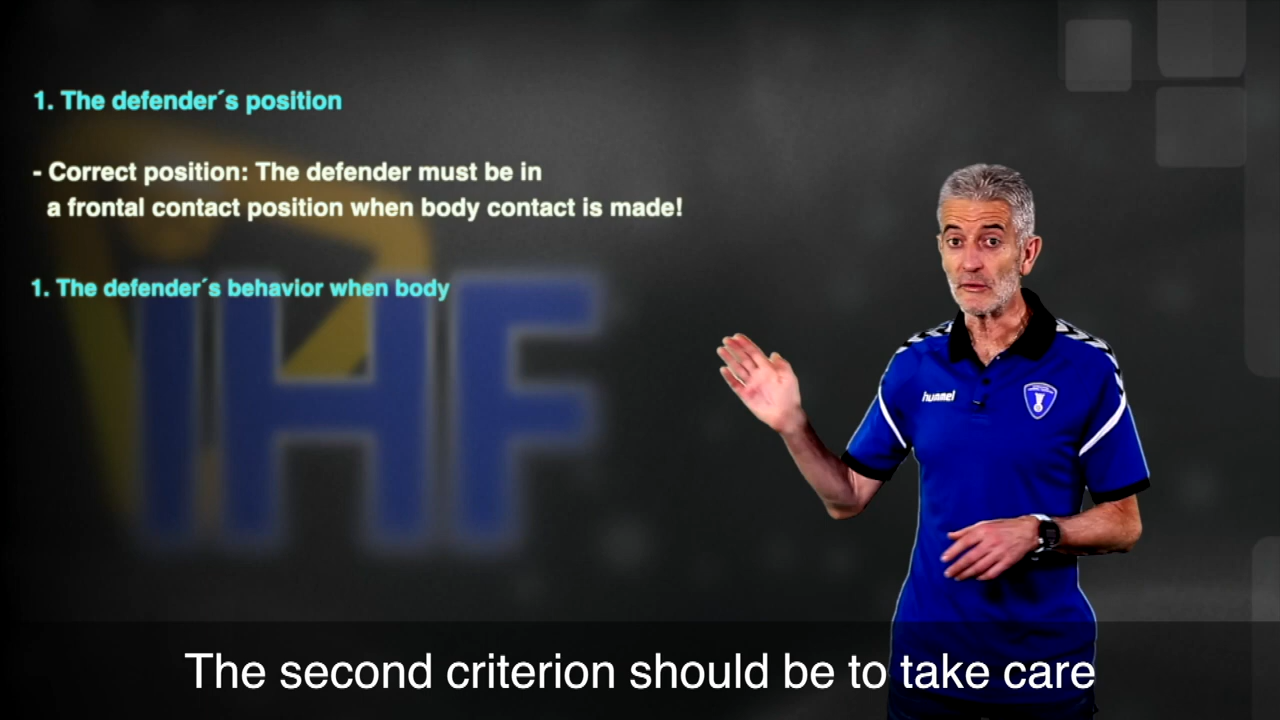 1. The defender´s position
- Correct position: The defender must be in
a frontal contact position when body contact is made!
1. The defender´s behavior when body
IHF
hummel
The second criterion should be to take care